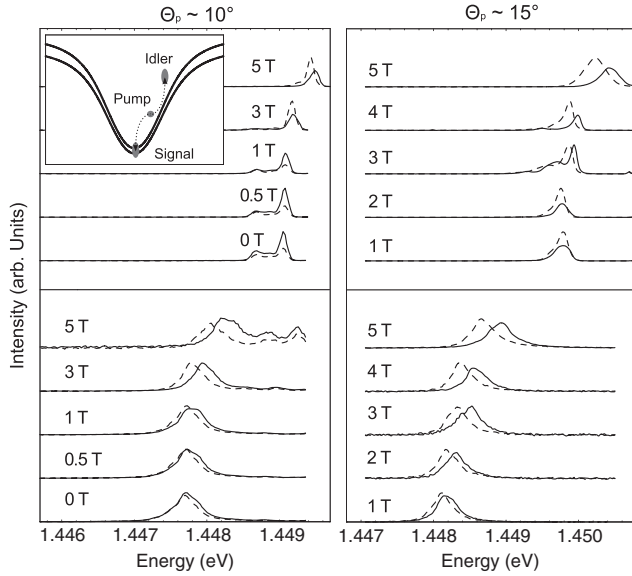 Θp ~ 10°
Θp ~ 15°
Intensity (arb. Units)
Idler
Pump
Signal
5 T
3 T
1 T
0.5 T
0 T
5 T
4 T
3 T
2 T
1 T
5 T
3 T
1 T
0.5 T
0 T
5 T
4 T
3 T
2 T
1 T
1.446 1.447 1.448 1.449
1.447 1.448 1.449 1.450
Energy (eV)
Energy (eV)